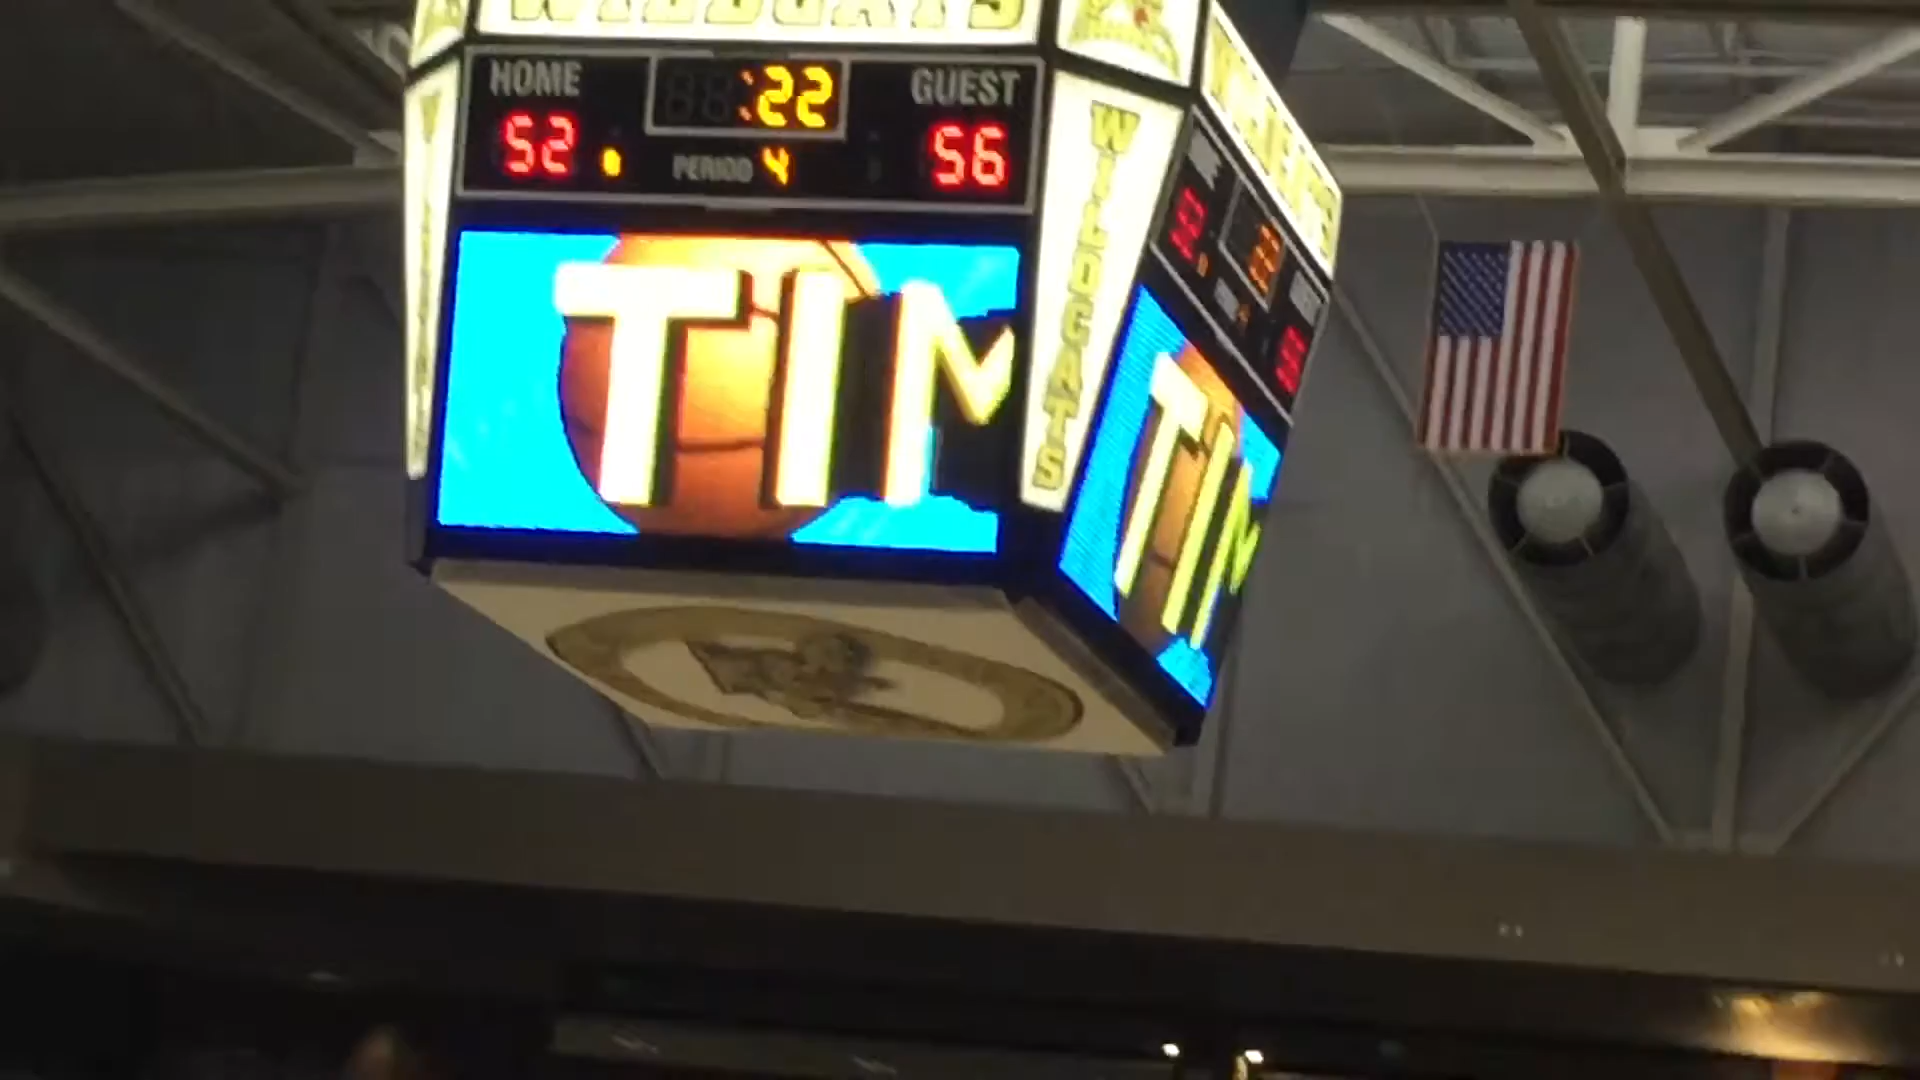 WILDCATS
HOME :22 GUEST
52 PERIOD 4 56
WILDCATS
TIM
TIM